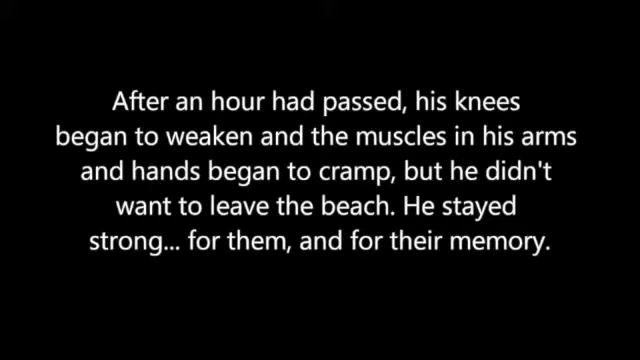 After an hour had passed, his knees
began to weaken and the muscles in his arms
and hands began to cramp, but he didn't
want to leave the beach. He stayed
strong... for them, and for their memory.